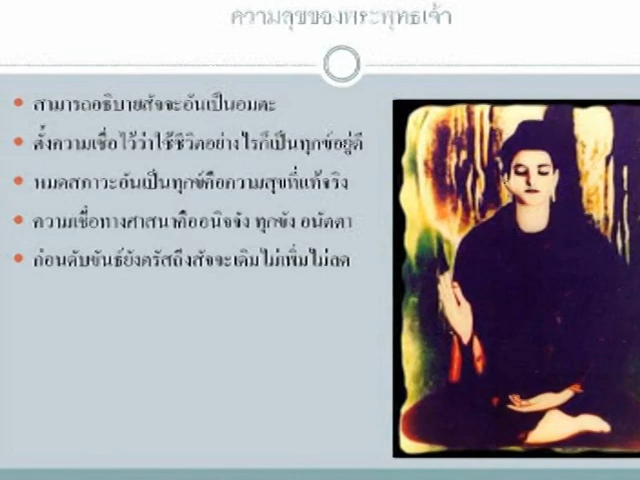 ความสุขของพระพุทธเจ้า
สามารถอธิบายสัจจะอันเป็นอมตะ
ตั้งความเชื่อไว้ว่าใช้ชีวิตอย่างไรก็เป็นทุกข์อยู่ดี
หมดสภาวะอันเป็นทุกข์คือความสุขที่แท้จริง
ความเชื่อทางศาสนาคืออนิจจัง ทุกขัง อนัตตา
ก่อนดับขันธ์ยังตรัสถึงสัจจะเดิมไม่เพิ่มไม่ลด